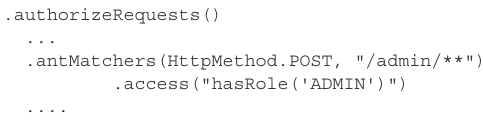 .authorizeRequests()
...
.antMatchers(HttpMethod.POST, "/admin/**")
.access("hasRole('ADMIN')")
....